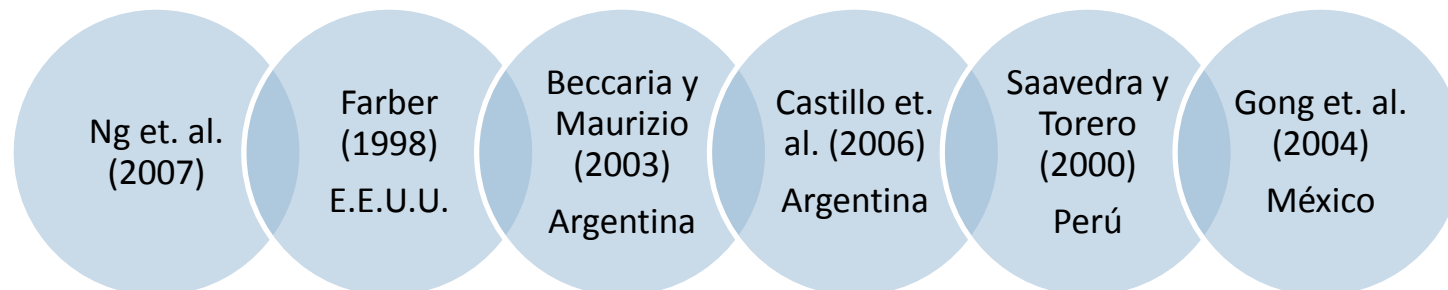 Ng et. al.
(2007)
Farber
(1998)
E.E.U.U.
Beccaria y
Maurizio
(2003)
Argentina
Castillo et.
al. (2006)
Argentina
Saavedra y
Torero
(2000)
Perú
Gong et. al.
(2004)
México